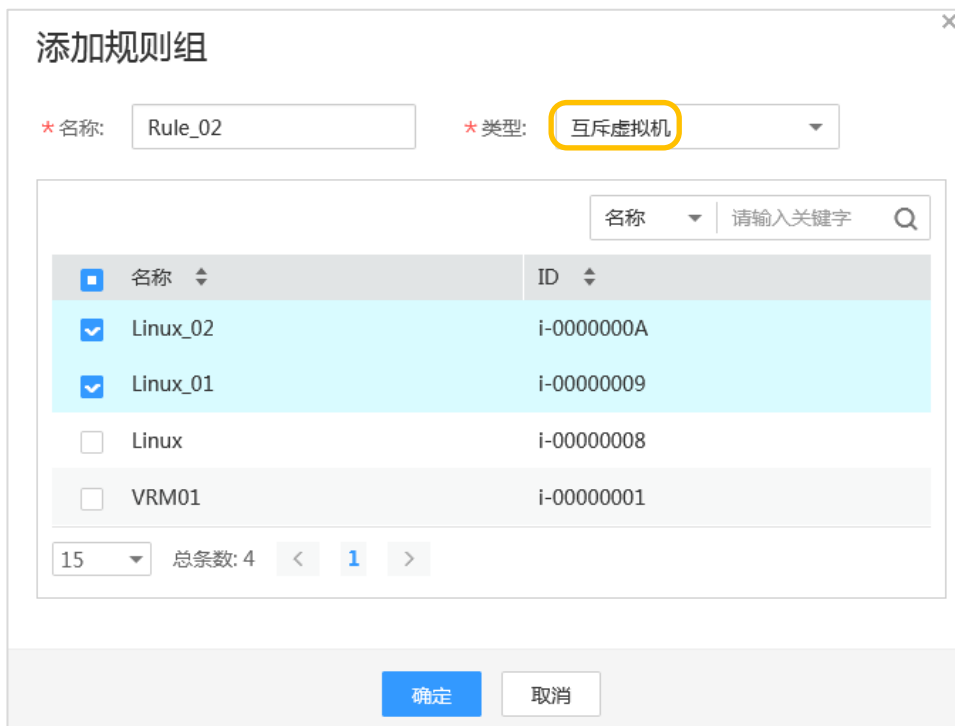 添加规则组
* 名称: Rule_02 * 类型: 互斥虚拟机
名称 请输入关键字
名称 ID
Linux_02 i-0000000A
Linux_01 i-00000009
Linux i-00000008
VRM01 i-00000001
15 总条数: 4 < 1 >
确定 取消